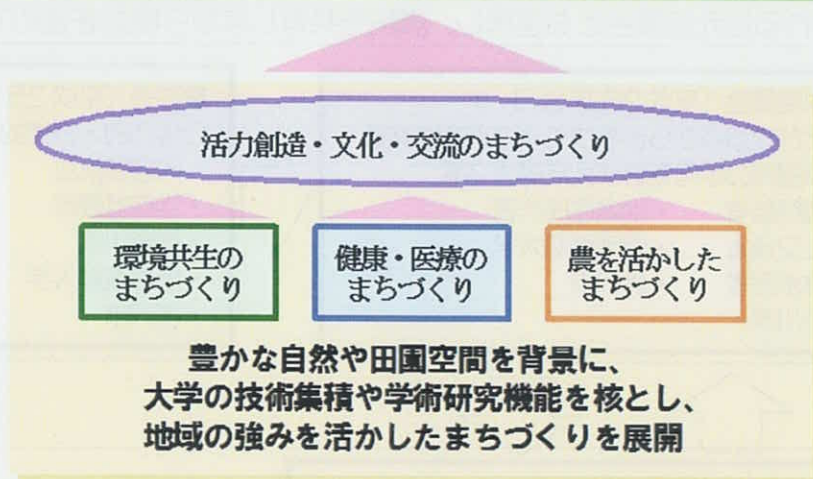 活力創造・文化・交流のまちづくり
環境共生の
まちづくり
健康・医療の
まちづくり
農を活かした
まちづくり
豊かな自然や田園空間を背景に、
大学の技術集積や学術研究機能を核とし、
地域の強みを活かしたまちづくりを展開